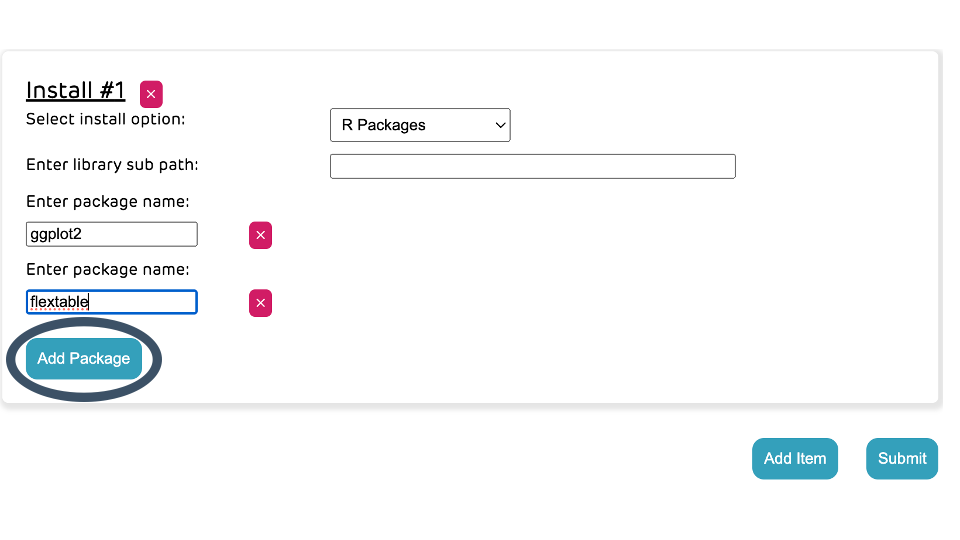 Install #1
Select install option:
R Packages
Enter library sub path:
Enter package name:
ggplot2
Enter package name:
flextable
Add Package
Add Item
Submit